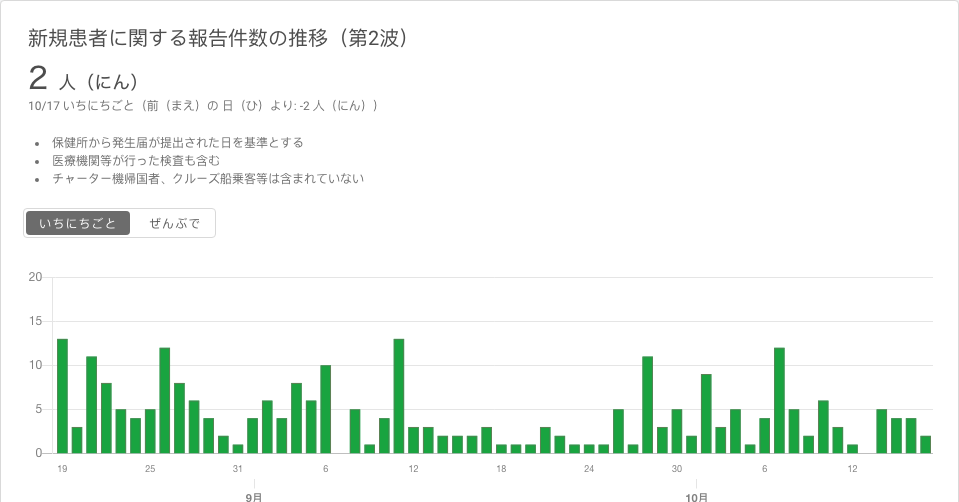 新規患者に関する報告件数の推移（第2波）
2 人（にん）
10/17 いちにちごと（前（まえ）の 日（ひ）より: -2 人（にん））
保健所から発生届が提出された日を基準とする
医療機関等が行った検査も含む
チャーター機帰国者、クルーズ船乗客等は含まれていない
いちにちごと ぜんぶで
20
15
10
5
0
19 25 31 6 12 18 24 30 6 12
9月 10月